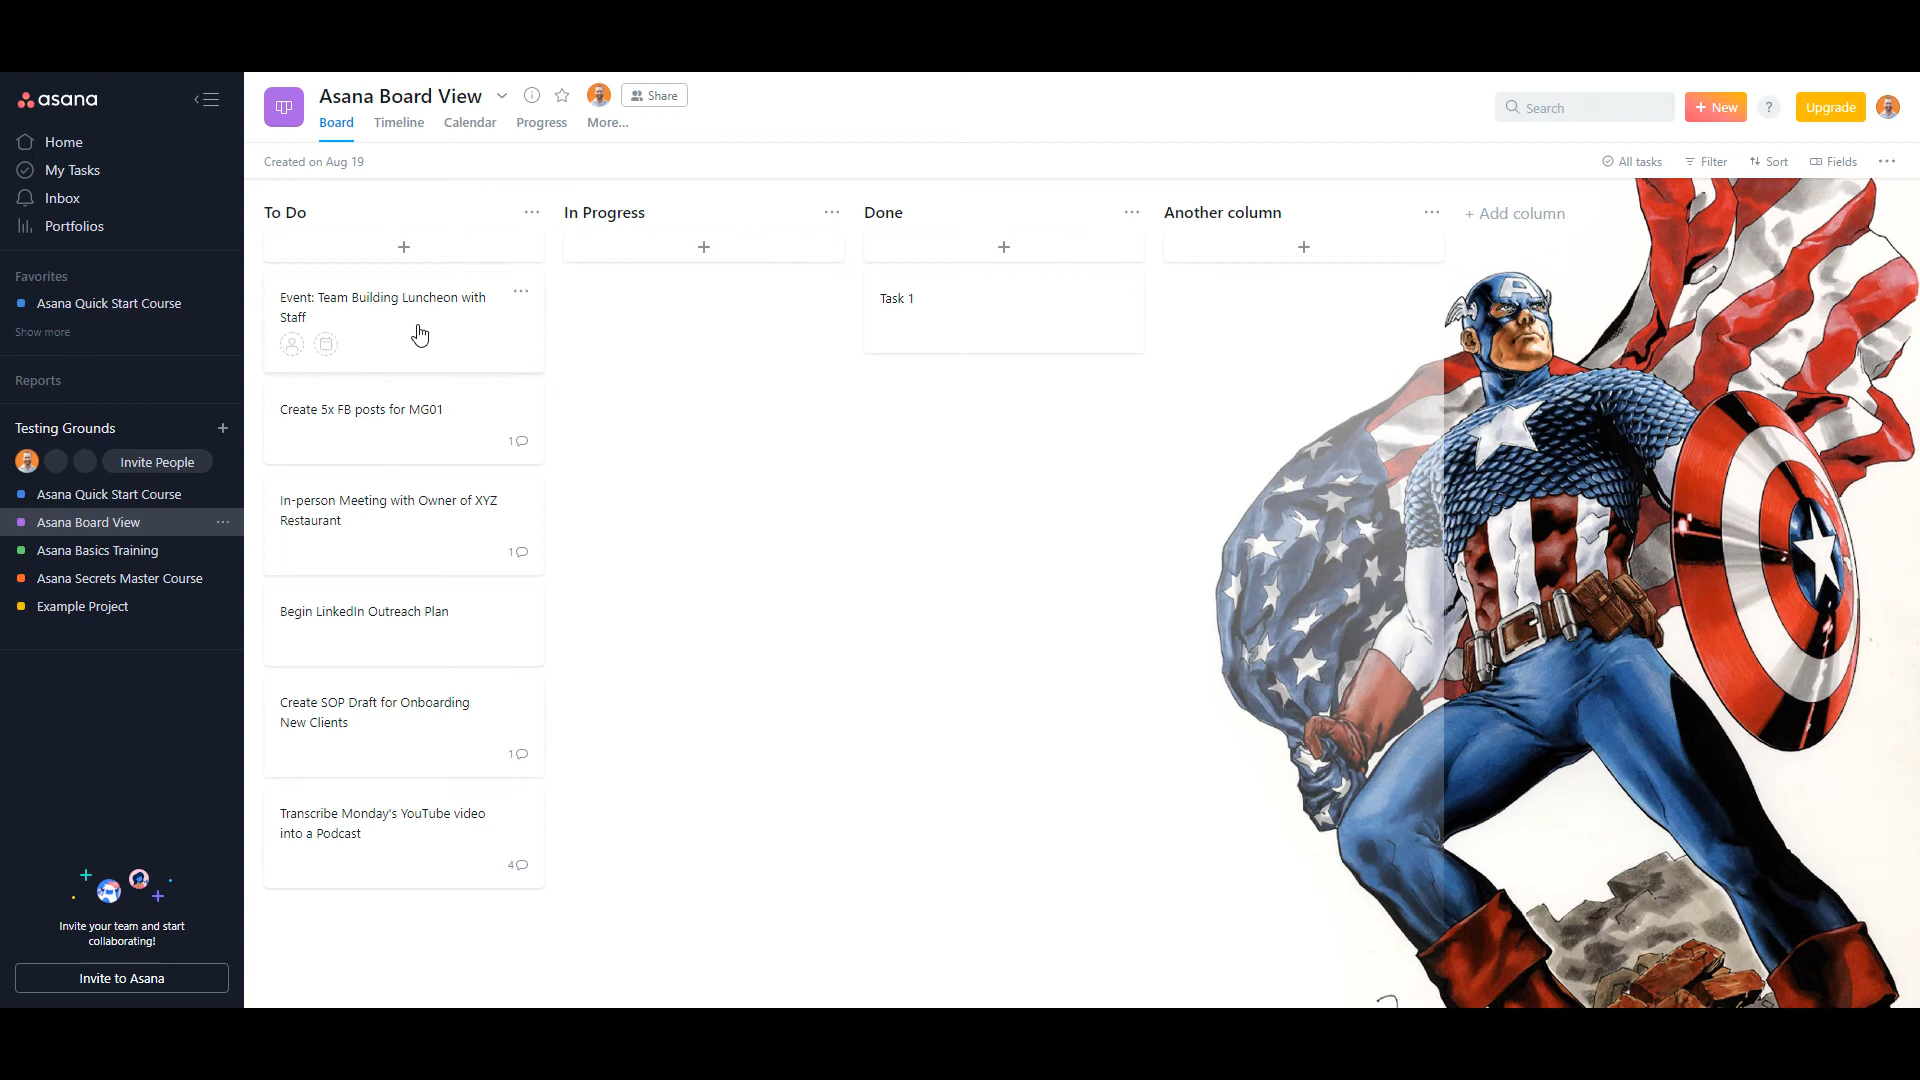 asana
Home
My Tasks
Inbox
Portfolios
Favorites
Asana Quick Start Course
Show more
Reports
Testing Grounds
Invite People
Asana Quick Start Course
Asana Board View
Asana Basics Training
Asana Secrets Master Course
Example Project
Invite your team and start
collaborating!
Invite to Asana
Asana Board View
Share
Board Timeline Calendar Progress More...
Search
+ New
?
Upgrade
Created on Aug 19
All tasks Filter Sort Fields
To Do
Event: Team Building Luncheon with
Staff
Create 5x FB posts for MG01
1
In-person Meeting with Owner of XYZ
Restaurant
1
Begin LinkedIn Outreach Plan
Create SOP Draft for Onboarding
New Clients
1
Transcribe Monday's YouTube video
into a Podcast
4
In Progress
Done
Task 1
Another column
+ Add column
A